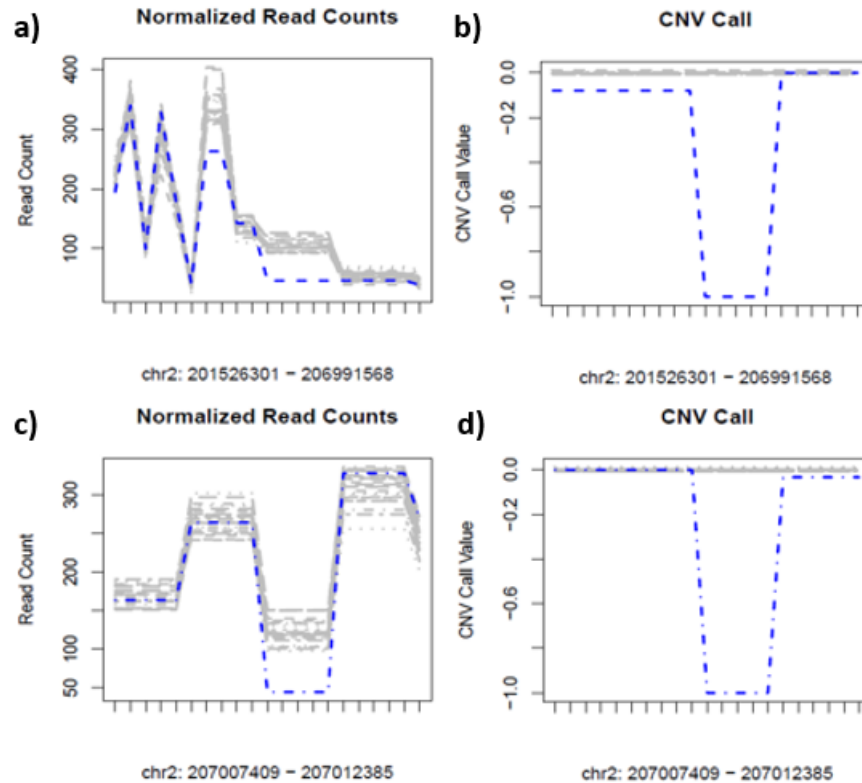 a)
Normalized Read Counts
Read Count
400
300
200
100
chr2: 201526301 − 206991568
b)
CNV Call
CNV Call Value
0.0
−0.2
−0.6
−1.0
chr2: 201526301 − 206991568
c)
Normalized Read Counts
Read Count
300
200
100
50
chr2: 207007409 − 207012385
d)
CNV Call
CNV Call Value
0.0
−0.2
−0.6
−1.0
chr2: 207007409 − 207012385